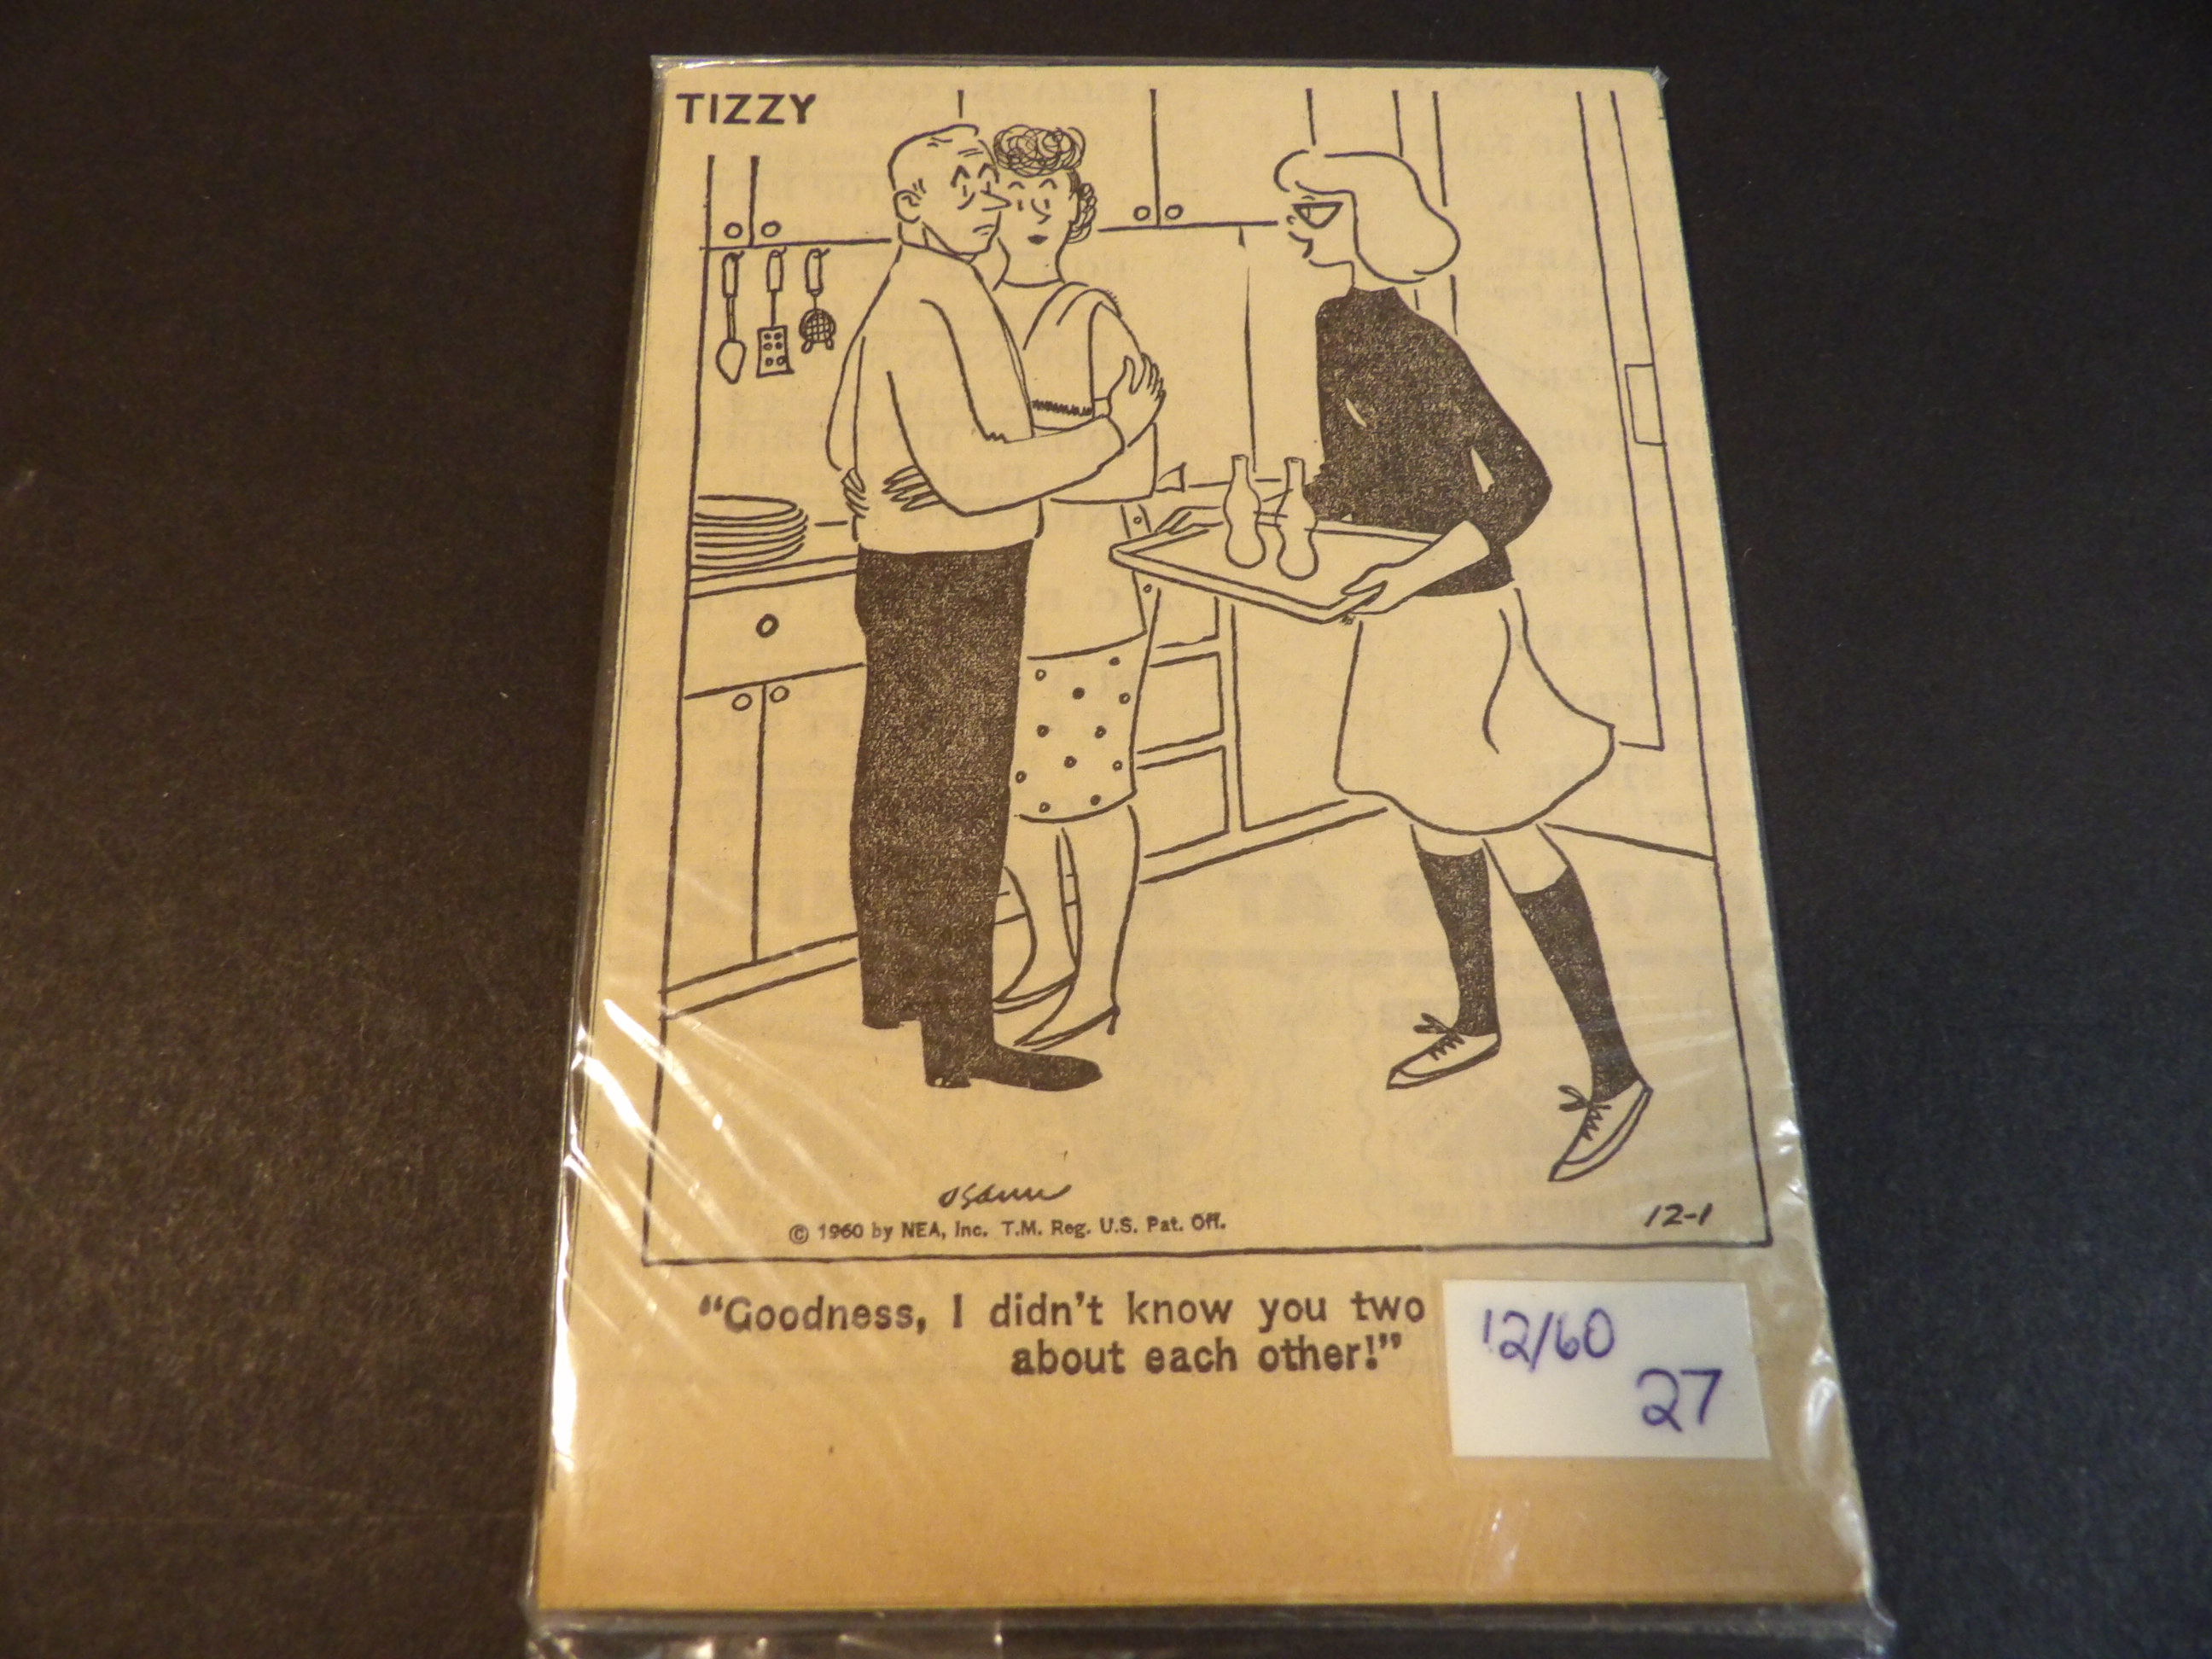 TIZZY
osann
© 1960 by NEA, Inc. T.M. Reg. U.S. Pat. Off.
12-1
"Goodness, I didn't know you two
about each other!"
12/60
27